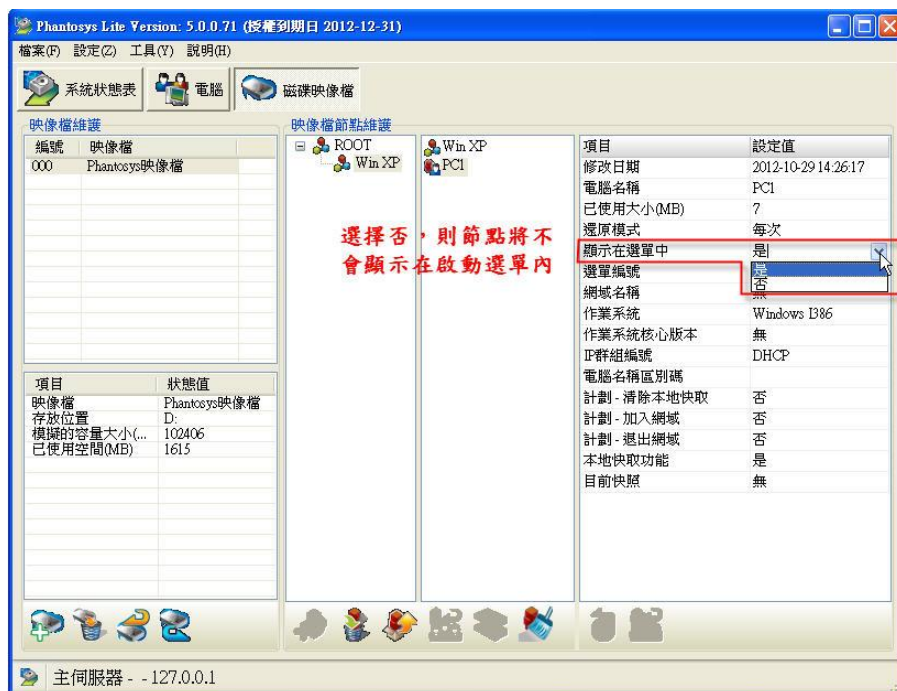 Phantosys Lite Version: 5.0.0.71 (授權到期日 2012-12-31)
檔案(F) 設定(Z) 工具(Y) 說明(H)
系統狀態表 電腦 磁碟映像檔
映像檔維護
編號 映像檔
000 Phantosys映像檔
項目 狀態值
映像檔 Phantosys映像檔
存放位置 D:
模擬的容量大小(... 102406
已使用空間(MB) 1615
映像檔節點維護
ROOT
Win XP
Win XP
PC1
選擇否，則節點將不
會顯示在啟動選單內
項目 設定值
修改日期 2012-10-29 14:26:17
電腦名稱 PC1
已使用大小(MB) 7
還原模式 每次
顯示在選單中 是
是
否
選單編號
網域名稱 無
作業系統 Windows I386
作業系統核心版本 無
IP群組編號 DHCP
電腦名稱區別碼
計劃 - 清除本地快取 否
計劃 - 加入網域 否
計劃 - 退出網域 否
本地快取功能 是
目前快照 無
主伺服器 - - 127.0.0.1